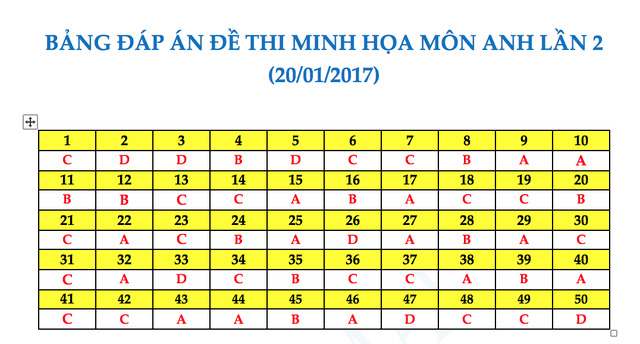 BẢNG ĐÁP ÁN ĐỀ THI MINH HỌA MÔN ANH LẦN 2
(20/01/2017)
1 2 3 4 5 6 7 8 9 10
C D D B D C C B A A
11 12 13 14 15 16 17 18 19 20
B B C C A B A C C B
21 22 23 24 25 26 27 28 29 30
C A C B A D A B A C
31 32 33 34 35 36 37 38 39 40
C A D C B C C A B A
41 42 43 44 45 46 47 48 49 50
C C A A B A D C C D